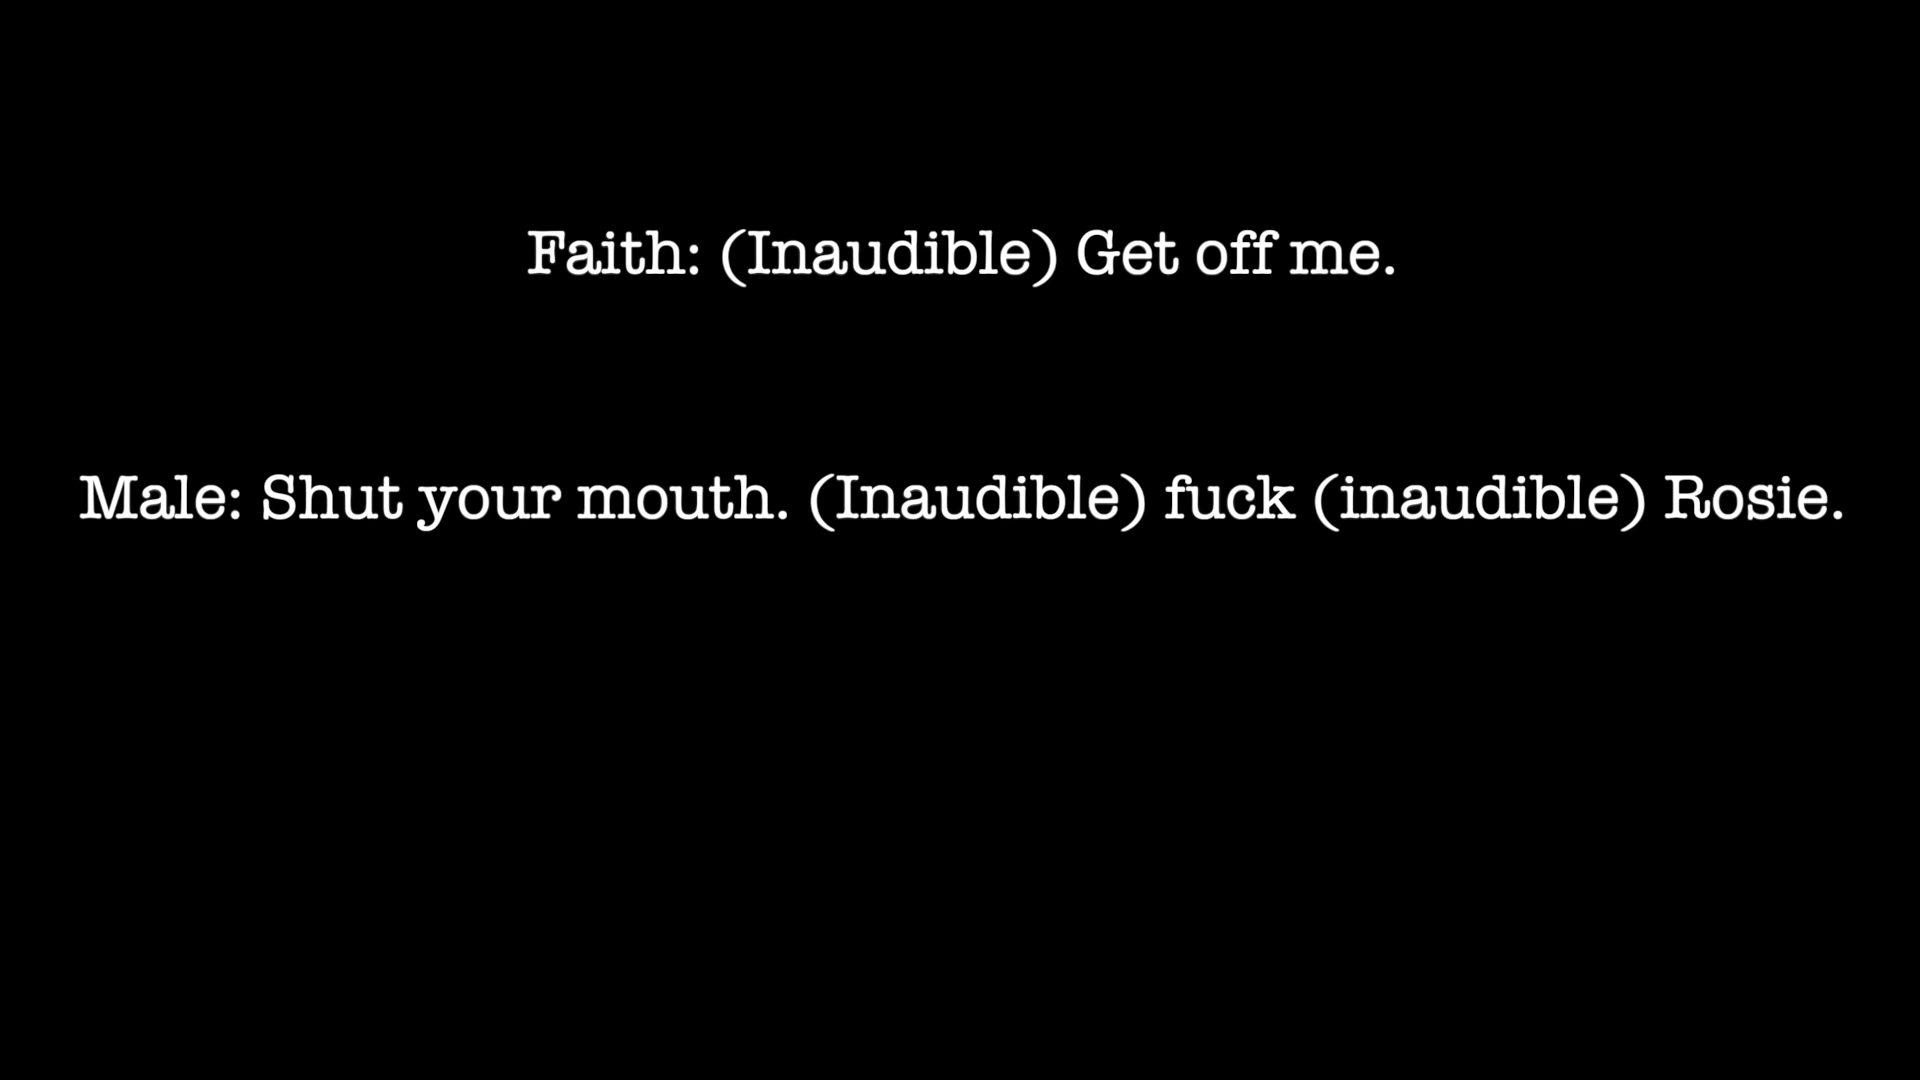 Faith: (Inaudible) Get off me.
Male: Shut your mouth. (Inaudible) fuck (inaudible) Rosie.